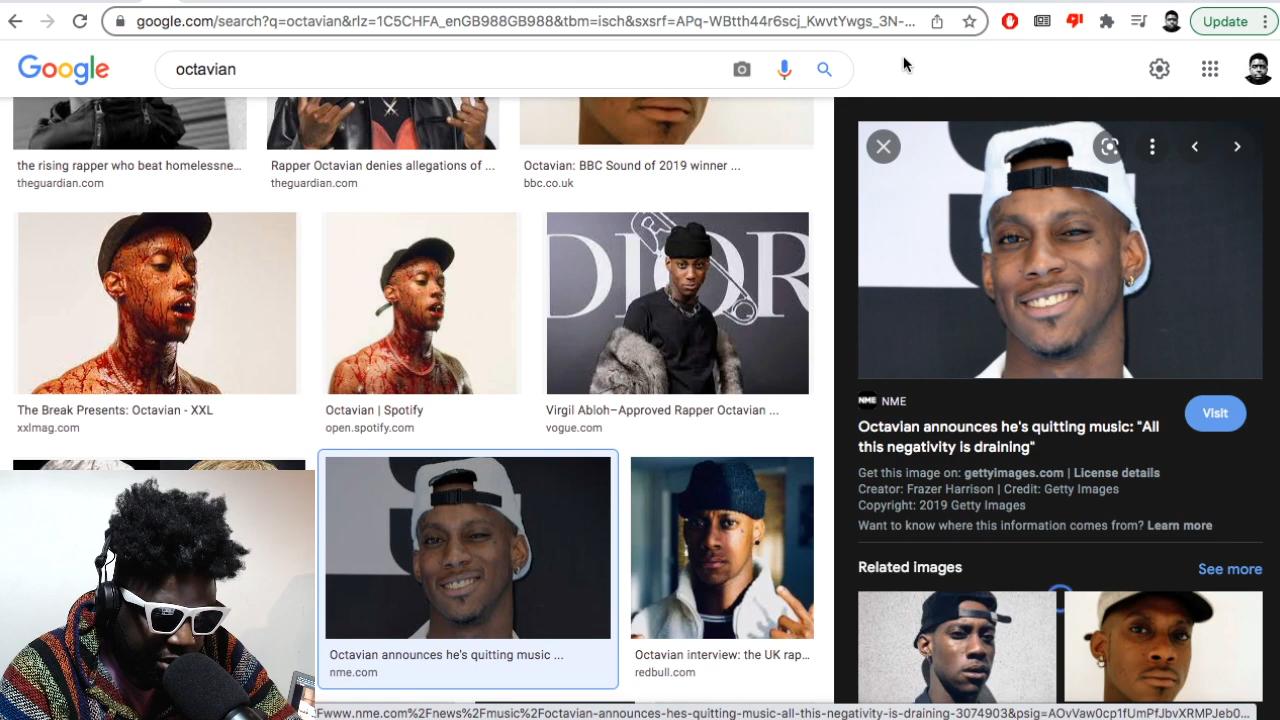 google.com/search?q=octavian&rlz=1C5CHFA_enGB988GB988&tbm=isch&sxsrf=APq-WBtth44r6scj_KwvtYwgs_3N-...
Update
Google
octavian
the rising rapper who beat homelessne...
theguardian.com
Rapper Octavian denies allegations of ...
theguardian.com
Octavian: BBC Sound of 2019 winner ...
bbc.co.uk
DIOR
The Break Presents: Octavian - XXL
xxlmag.com
Octavian | Spotify
open.spotify.com
Virgil Abloh–Approved Rapper Octavian ...
vogue.com
Octavian announces he's quitting music ...
nme.com
Octavian interview: the UK rap...
redbull.com
NME NME
Visit
Octavian announces he's quitting music: "All
this negativity is draining"
Get this image on: gettyimages.com | License details
Creator: Frazer Harrison | Credit: Getty Images
Copyright: 2019 Getty Images
Want to know where this information comes from? Learn more
Related images
See more
Fwww.nme.com%2Fnews%2Fmusic%2Foctavian-announces-hes-quitting-music-all-this-negativity-is-draining-3074903&psig=AOvVaw0cp1fUmPfJbvXRMPJeb0...